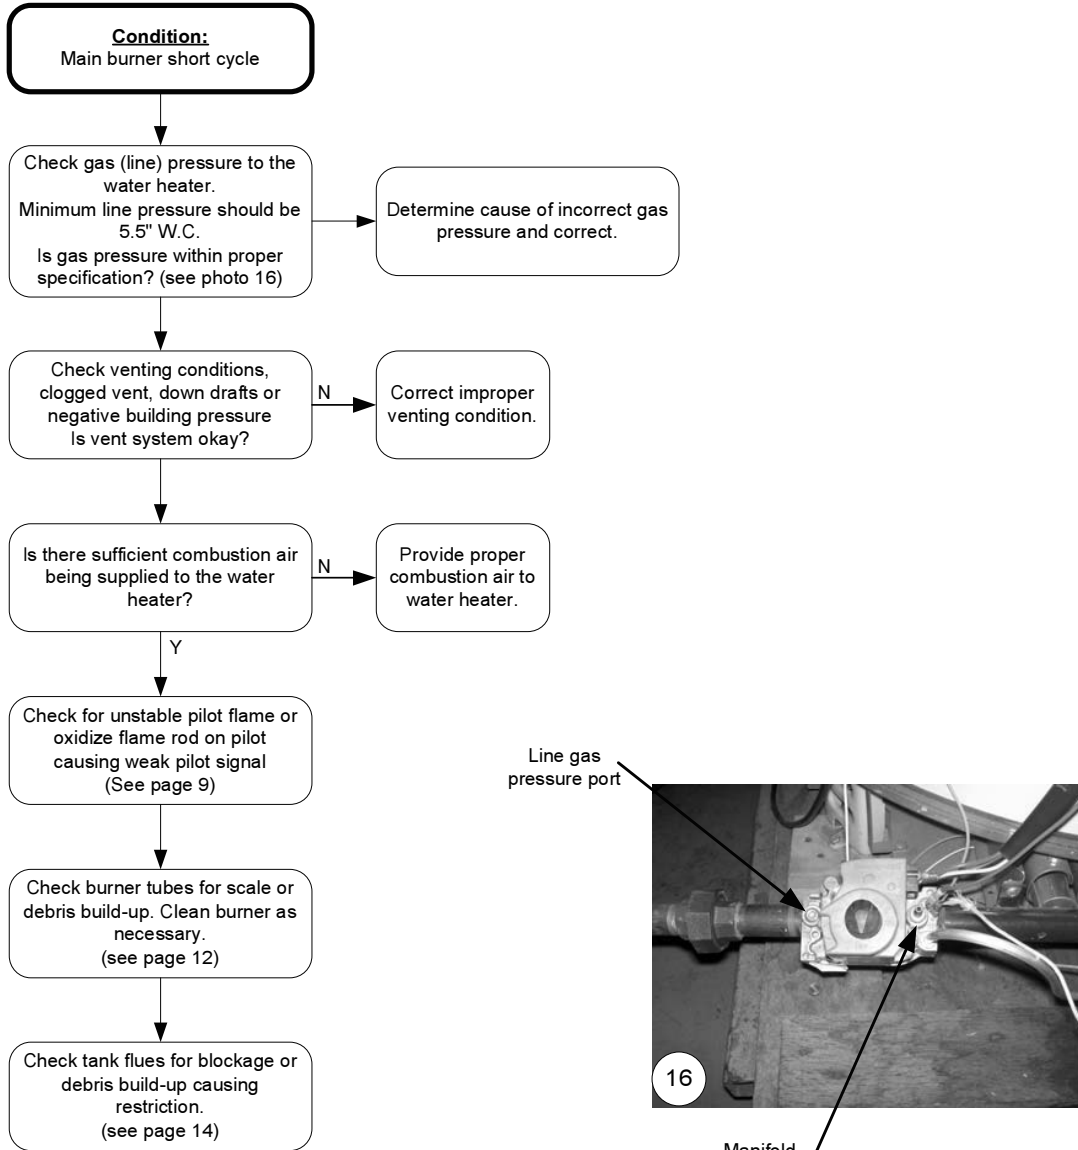 Condition:
Main burner short cycle
Check gas (line) pressure to the
water heater.
Minimum line pressure should be
5.5" W.C.
Is gas pressure within proper
specification? (see photo 16)
Determine cause of incorrect gas
pressure and correct.
Check venting conditions,
clogged vent, down drafts or
negative building pressure
Is vent system okay?
N
Correct improper
venting condition.
Is there sufficient combustion air
being supplied to the water
heater?
N
Provide proper
combustion air to
water heater.
Y
Check for unstable pilot flame or
oxidize flame rod on pilot
causing weak pilot signal
(See page 9)
Check burner tubes for scale or
debris build-up. Clean burner as
necessary.
(see page 12)
Check tank flues for blockage or
debris build-up causing
restriction.
(see page 14)
Line gas
pressure port
16
Manifold